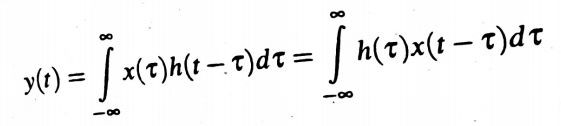 y(t) = ∫_{-∞}^{∞} x(τ)h(t − τ)dτ = ∫_{-∞}^{∞} h(τ)x(t − τ)dτ